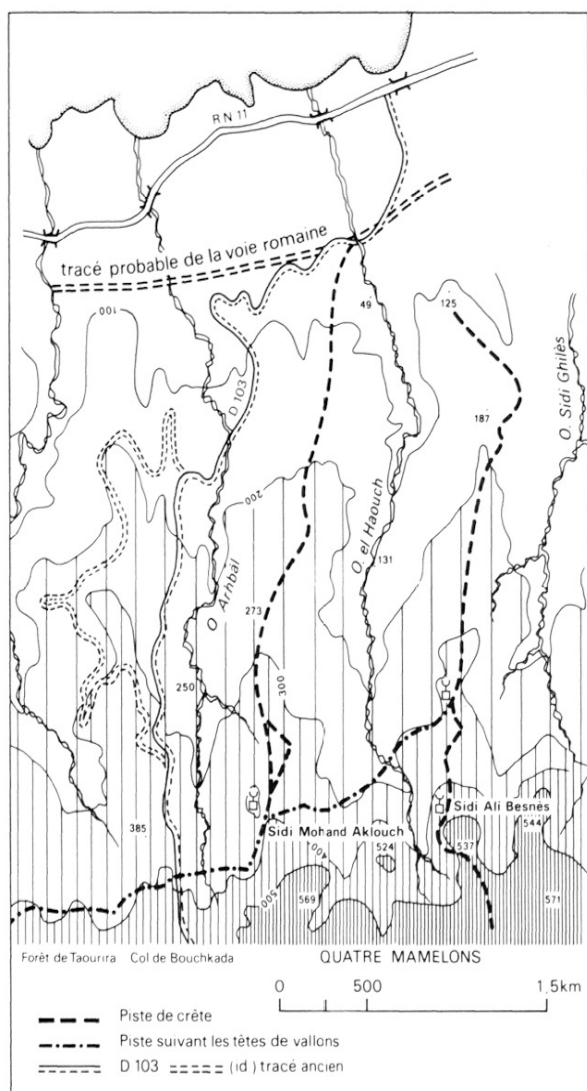 RN 11
tracé probable de la voie romaine
100
49
125
D 103
O. Sidi Ghilès
187
200
O. el Haouch
131
O Arhbâl
273
250
300
Sidi Ali Besnès
544
385
Sidi Mohand Aklouch
400
524
537
500
569
571
Forêt de Taourira Col de Bouchkada QUATRE MAMELONS
0 500 1,5km
Piste de crête
Piste suivant les têtes de vallons
D 103 (id) tracé ancien